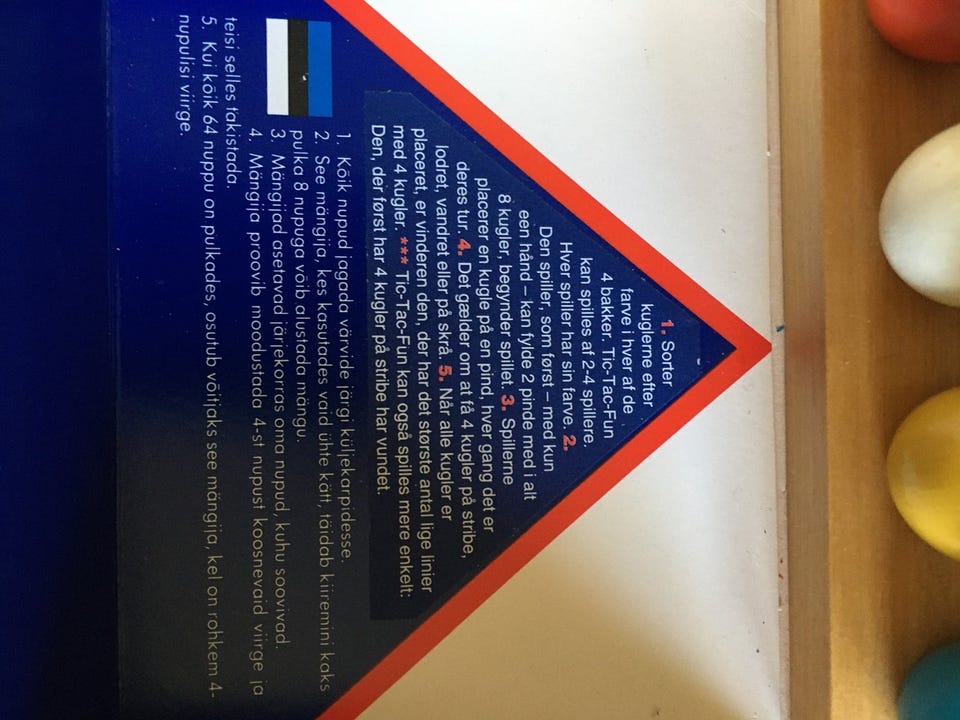 1. Sorter
kuglerne efter
farve i hver af de
4 bakker. Tic-Tac-Fun
kan spilles af 2-4 spillere.
Hver spiller har sin farve. 2.
Den spiller, som først – med kun
een hånd – kan fylde 2 pinde med i alt
8 kugler, begynder spillet. 3. Spillerne
placerer en kugle på en pind, hver gang det er
deres tur. 4. Det gælder om at få 4 kugler på stribe,
lodret, vandret eller på skrå. 5. Når alle kugler er
placeret, er vinderen den, der har det største antal lige linier
med 4 kugler. *** Tic-Tac-Fun kan også spilles mere enkelt:
Den, der først har 4 kugler på stribe har vundet.
1. Kõik nupud jagada värvide järgi küljekarpidesse.
2. See mängija, kes kasutades vaid ühte kätt, täidab kiiremini kaks
pulka 8 nupuga võib alustada mängu.
3. Mängijad asetavad järjekorras oma nupud, kuhu soovivad.
4. Mängija proovib moodustada 4-st nupust koosnevaid viirge ja
teisi selles takistada.
5. Kui kõik 64 nuppu on pulkades, osutub võitjaks see mängija, kel on rohkem 4-
nupulisi viirge.